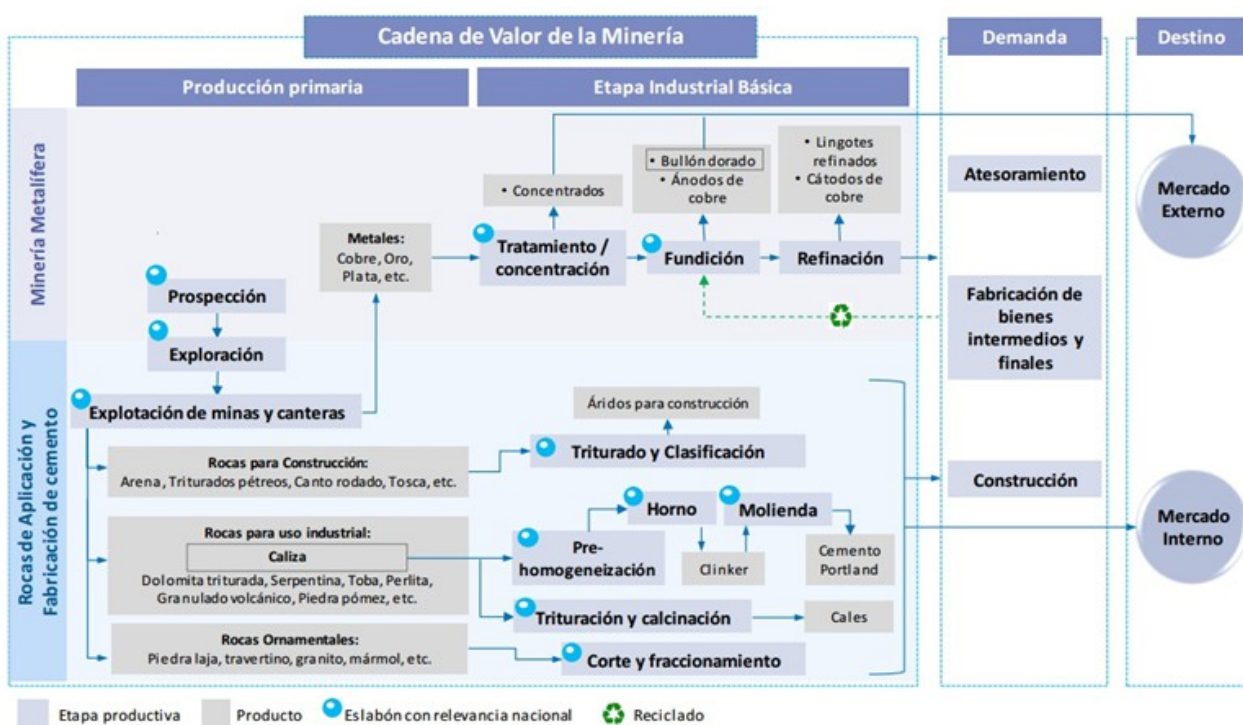 Cadena de Valor de la Minería
Demanda
Destino
Producción primaria
Etapa Industrial Básica
Minería Metalífera
• Concentrados
• Bullón dorado
• Ánodos de
cobre
• Lingotes
refinados
• Cátodos de
cobre
Atesoramiento
Mercado
Externo
Metales:
Cobre, Oro,
Plata, etc.
Tratamiento /
concentración
Fundición
Refinación
Prospección
Exploración
Fabricación de
bienes
intermedios y
finales
Rocas de Aplicación y
Fabricación de cemento
Explotación de minas y canteras
Áridos para construcción
Rocas para Construcción:
Arena, Triturados pétreos, Canto rodado, Tosca, etc.
Triturado y Clasificación
Construcción
Rocas para uso industrial:
Caliza
Dolomita triturada, Serpentina, Toba, Perlita,
Granulado volcánico, Piedra pómez, etc.
Pre-
homogeneización
Horno
Molienda
Clinker
Cemento
Portland
Mercado
Interno
Trituración y calcinación
Cales
Rocas Ornamentales:
Piedra laja, travertino, granito, mármol, etc.
Corte y fraccionamiento
Etapa productiva
Producto
Eslabón con relevancia nacional
Reciclado